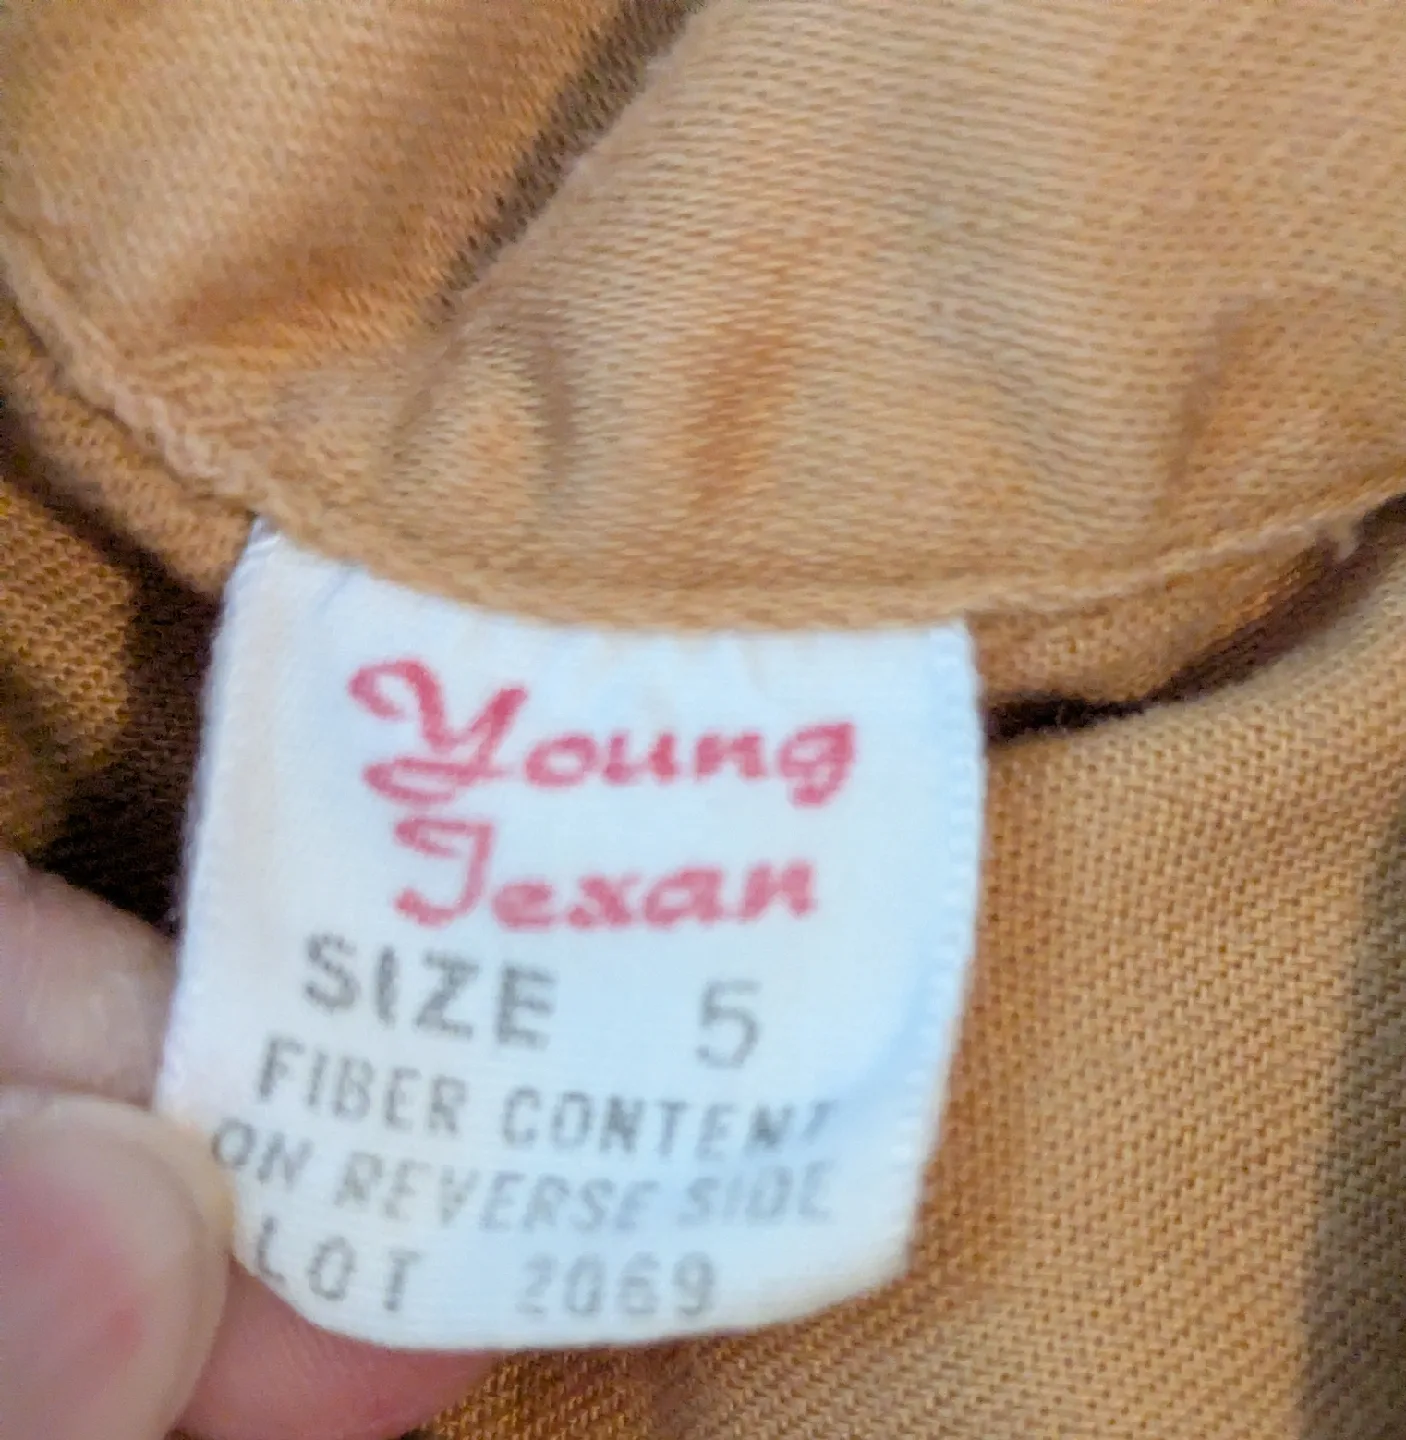 Young
Texan
SIZE 5
FIBER CONTENT
ON REVERSE SIDE
LOT 2069